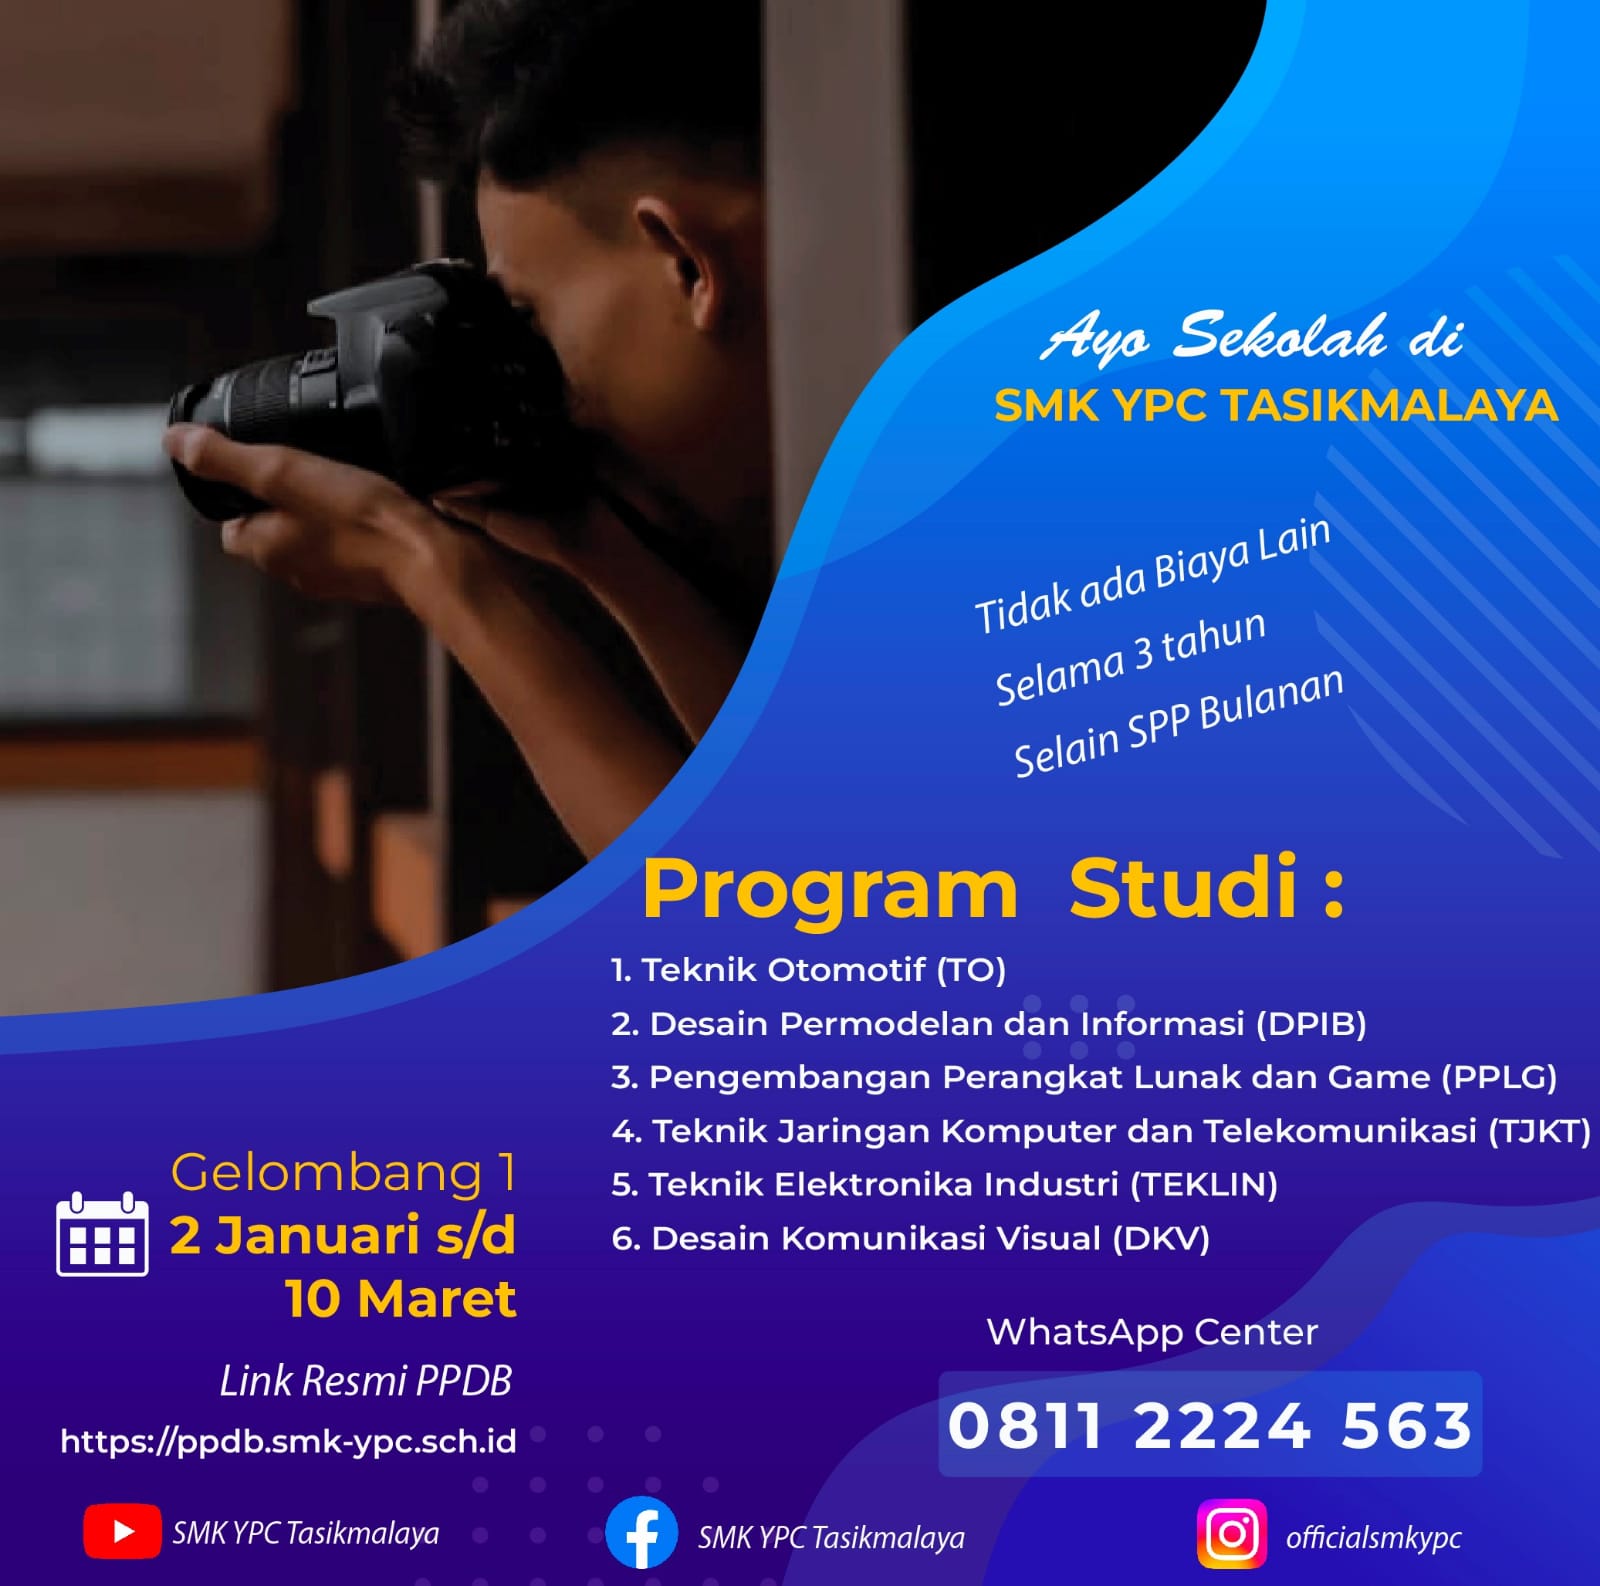 Ayo Sekolah di
SMK YPC TASIKMALAYA
Tidak ada Biaya Lain
Selama 3 tahun
Selain SPP Bulanan
Program Studi :
1. Teknik Otomotif (TO)
2. Desain Permodelan dan Informasi (DPIB)
3. Pengembangan Perangkat Lunak dan Game (PPLG)
4. Teknik Jaringan Komputer dan Telekomunikasi (TJKT)
5. Teknik Elektronika Industri (TEKLIN)
6. Desain Komunikasi Visual (DKV)
Gelombang 1
2 Januari s/d
10 Maret
Link Resmi PPDB
https://ppdb.smk-ypc.sch.id
WhatsApp Center
0811 2224 563
SMK YPC Tasikmalaya
SMK YPC Tasikmalaya
officialsmkypc